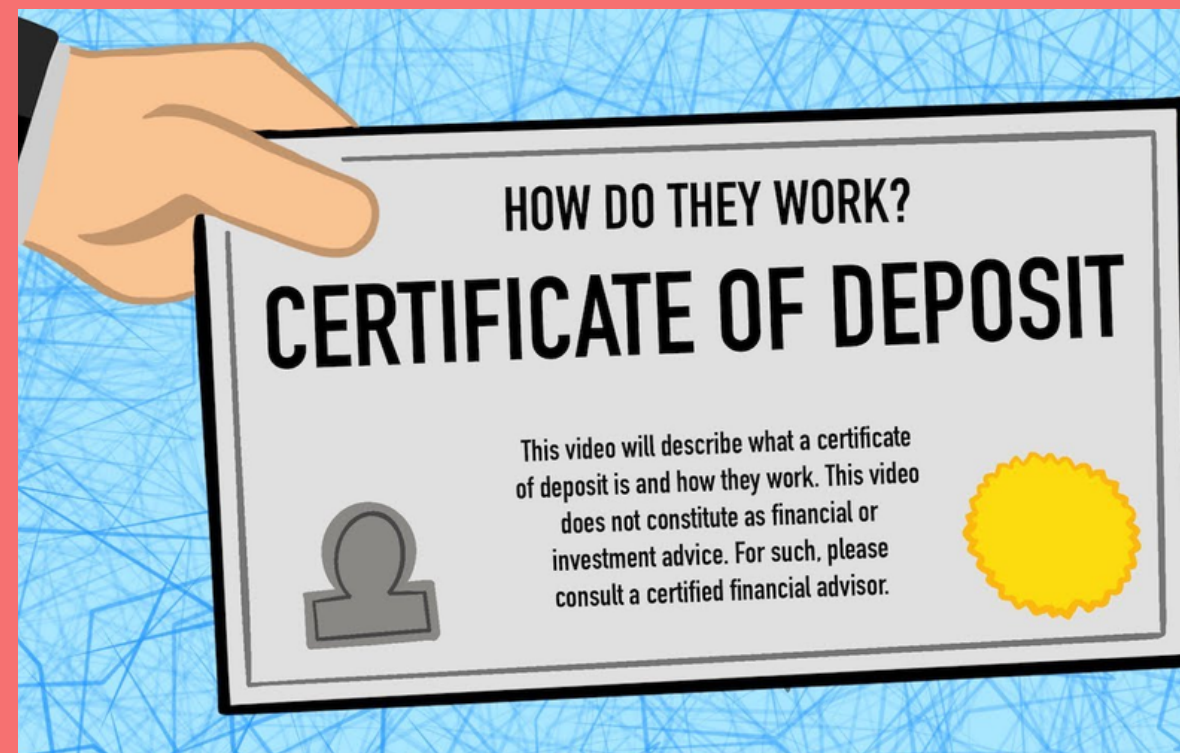 HOW DO THEY WORK?
CERTIFICATE OF DEPOSIT
This video will describe what a certificate
of deposit is and how they work. This video
does not constitute as financial or
investment advice. For such, please
consult a certified financial advisor.